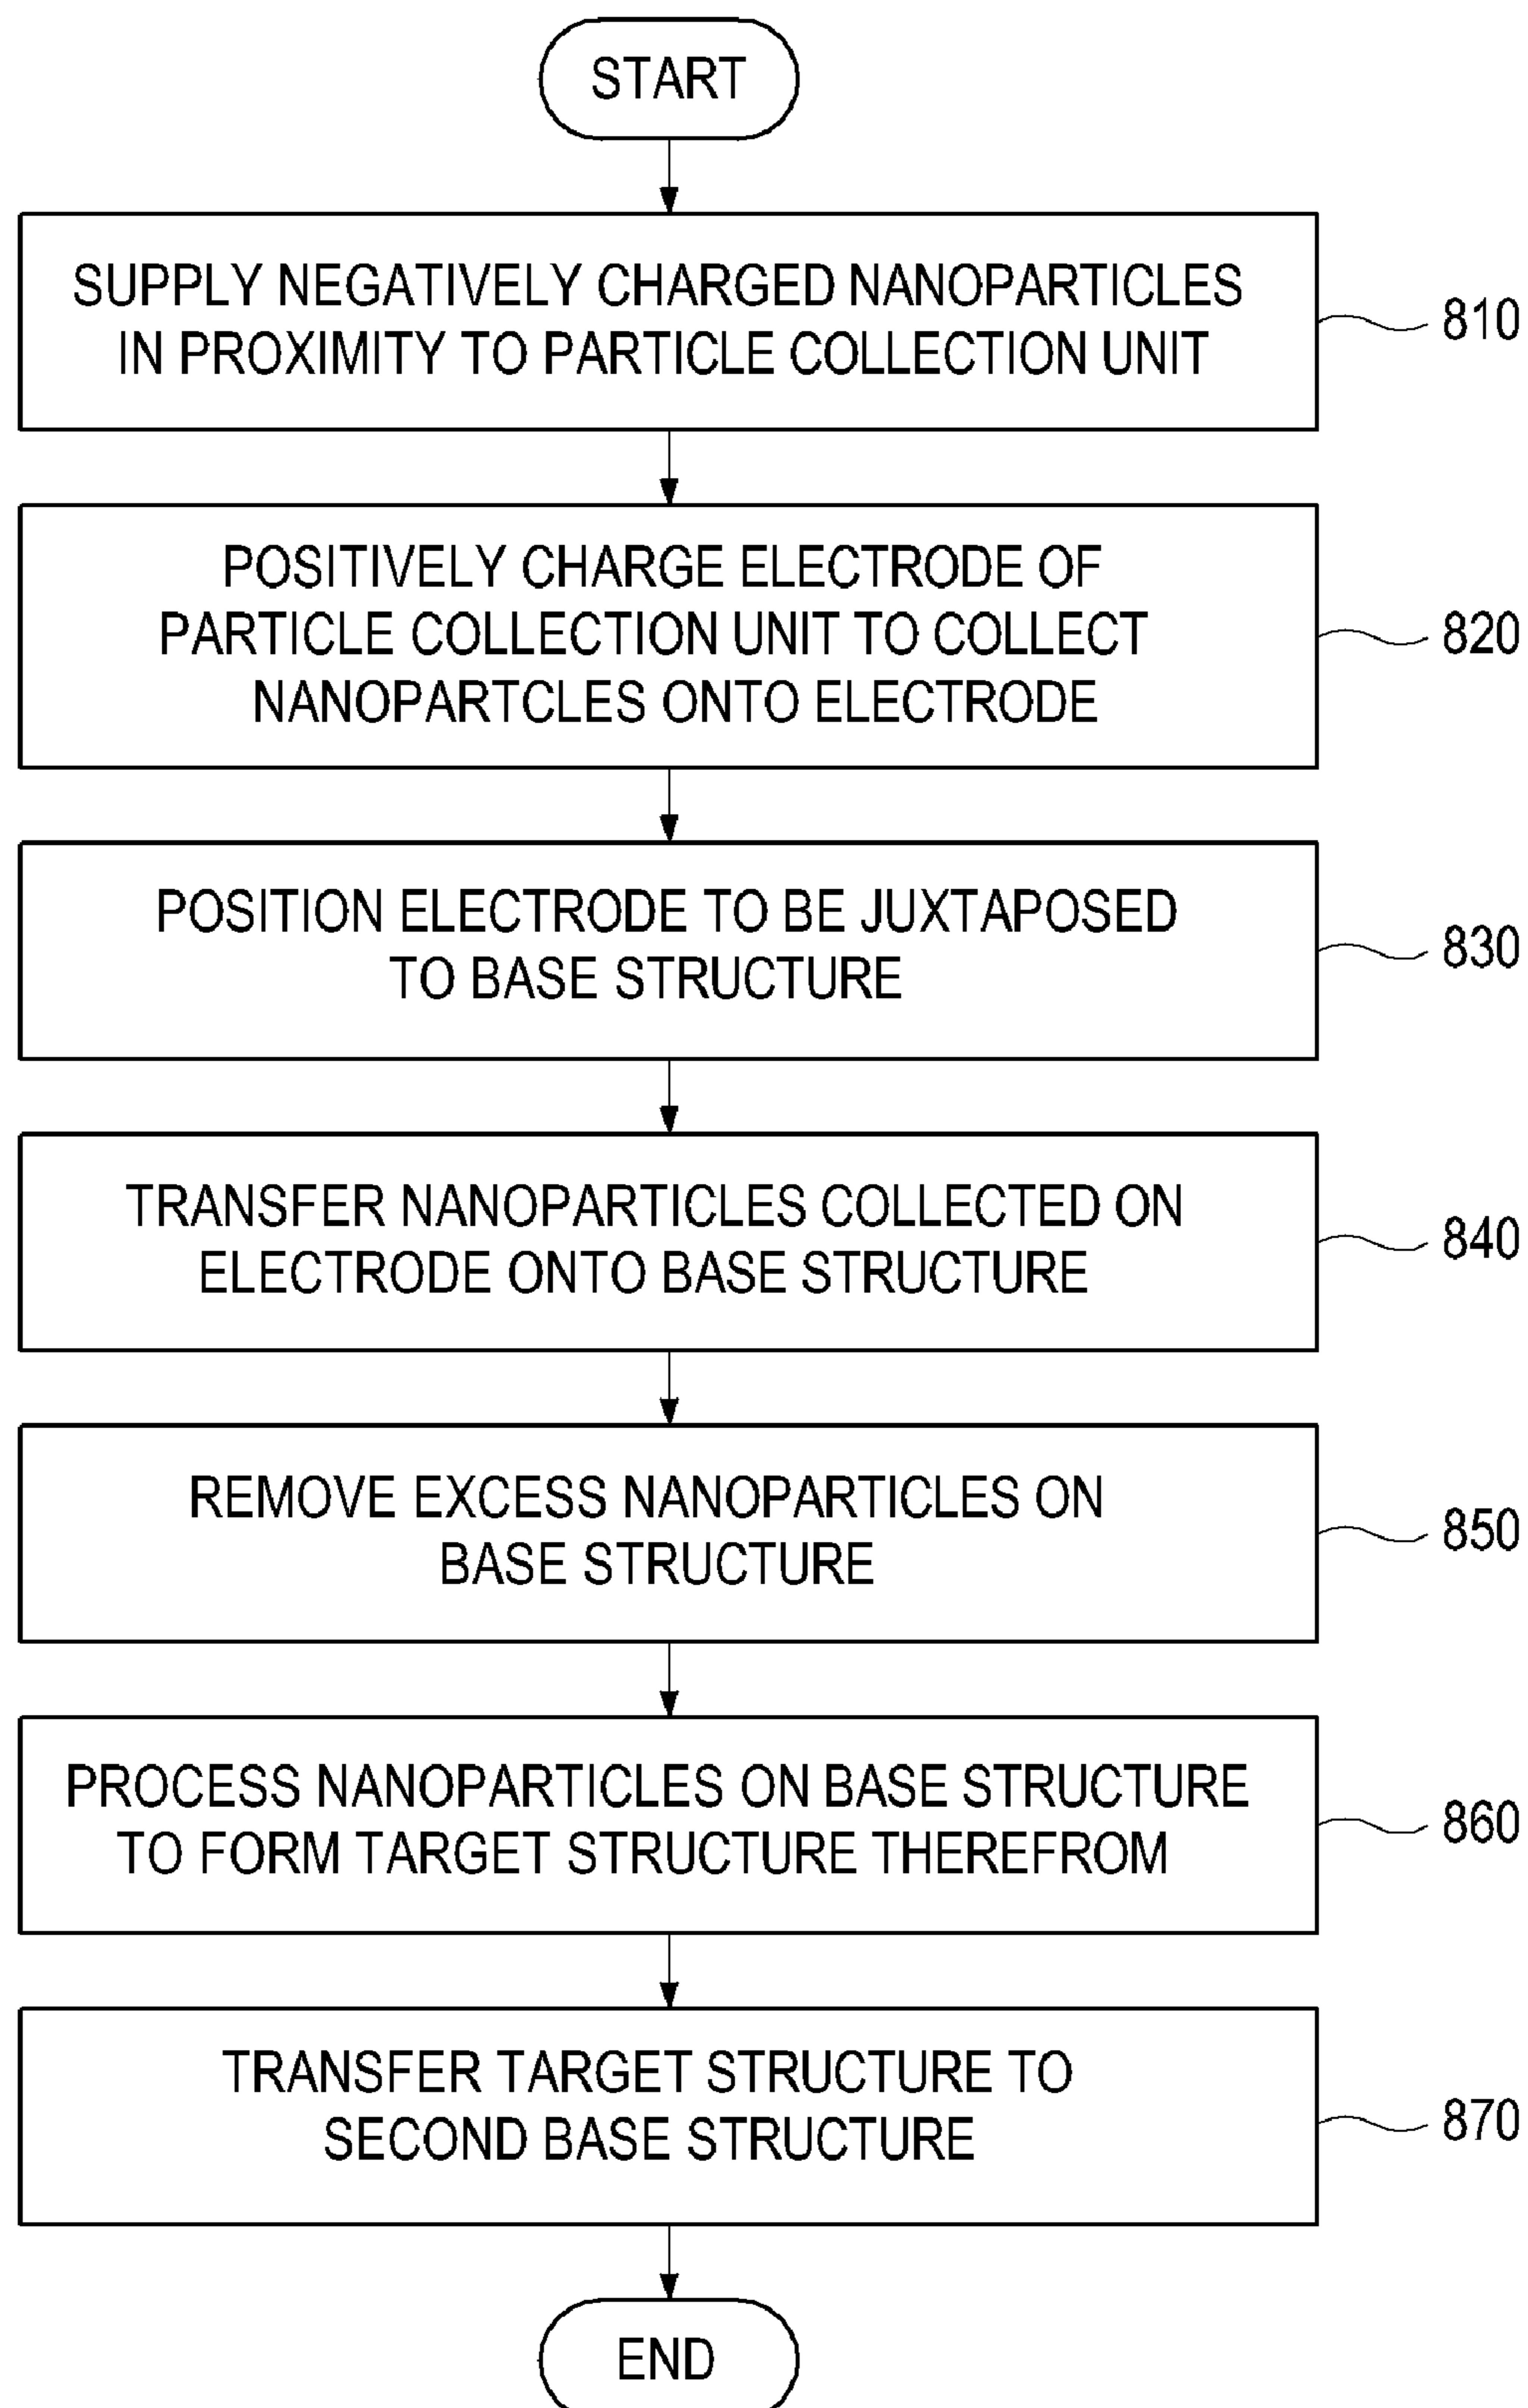 START
SUPPLY NEGATIVELY CHARGED NANOPARTICLES
IN PROXIMITY TO PARTICLE COLLECTION UNIT
810
POSITIVELY CHARGE ELECTRODE OF
PARTICLE COLLECTION UNIT TO COLLECT
NANOPARTCLES ONTO ELECTRODE
820
POSITION ELECTRODE TO BE JUXTAPOSED
TO BASE STRUCTURE
830
TRANSFER NANOPARTICLES COLLECTED ON
ELECTRODE ONTO BASE STRUCTURE
840
REMOVE EXCESS NANOPARTICLES ON
BASE STRUCTURE
850
PROCESS NANOPARTICLES ON BASE STRUCTURE
TO FORM TARGET STRUCTURE THEREFROM
860
TRANSFER TARGET STRUCTURE TO
SECOND BASE STRUCTURE
870
END